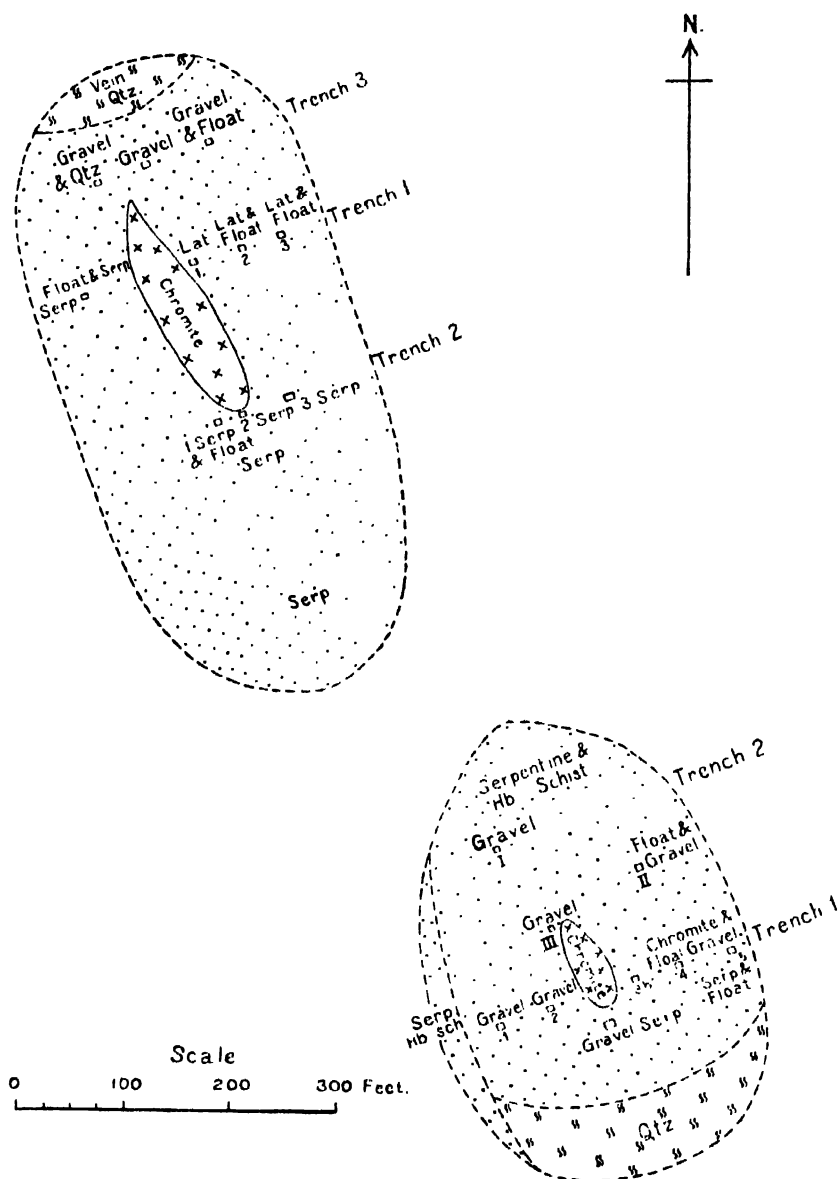 N.
Vein
Qtz
Trench 3
Gravel
& Float
Gravel
Gravel
& Qtz
Trench 1
Lat &
Float
3
Lat &
Float
2
Lat
1
Float & Serp
Serp
Chromite
Trench 2
1 Serp 2 Serp 3 Serp
& Float
Serp
Serp
Serpentine &
Hb Schist
Trench 2
Gravel
I
Float &
Gravel
II
Gravel
III
Chromite
Trench 1
Chromite &
Float Gravel
4
5
Serp &
Float
Gravel
2
Gravel
1
Serp
Hb Sch
Gravel Serp
Qtz
Scale
0 100 200 300 Feet.